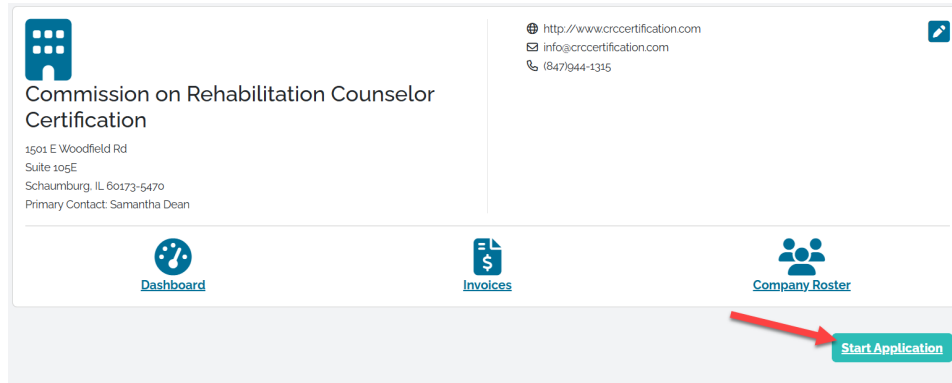 Commission on Rehabilitation Counselor
Certification
1501 E Woodfield Rd
Suite 105E
Schaumburg, IL 60173-5470
Primary Contact: Samantha Dean
http://www.crccertification.com
info@crccertification.com
(847)944-1315
Dashboard
Invoices
Company Roster
Start Application